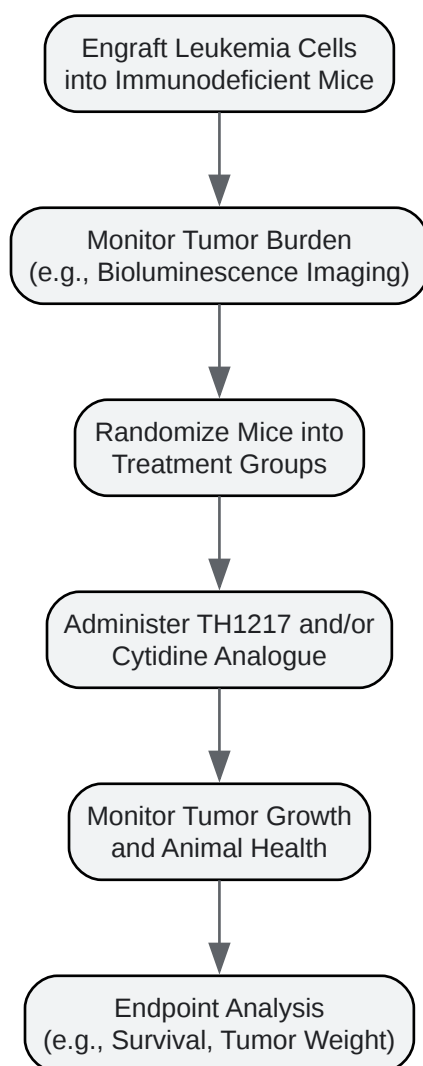 Engraft Leukemia Cells
into Immunodeficient Mice
Monitor Tumor Burden
(e.g., Bioluminescence Imaging)
Randomize Mice into
Treatment Groups
Administer TH1217 and/or
Cytidine Analogue
Monitor Tumor Growth
and Animal Health
Endpoint Analysis
(e.g., Survival, Tumor Weight)